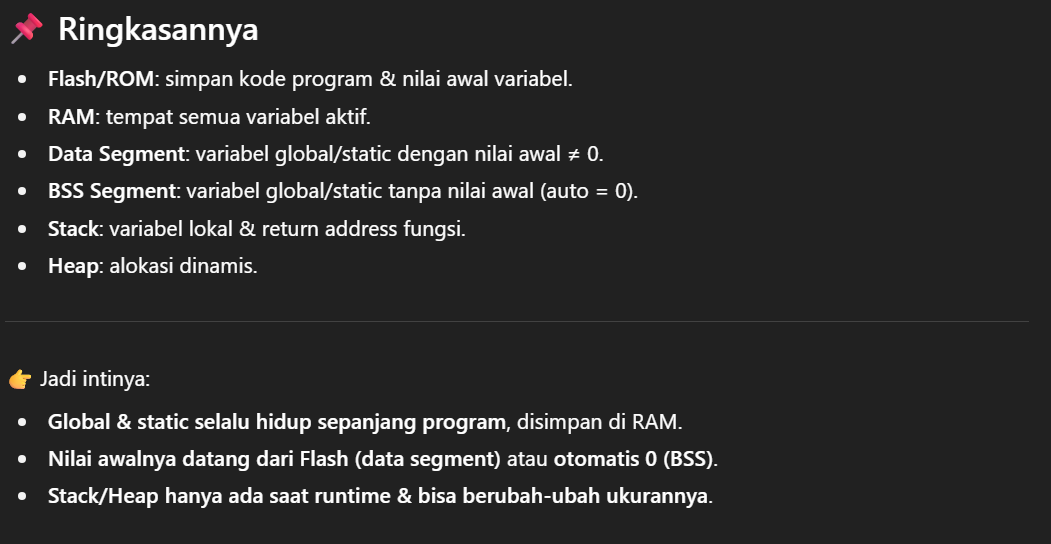 📌 Ringkasannya
• Flash/ROM: simpan kode program & nilai awal variabel.
• RAM: tempat semua variabel aktif.
• Data Segment: variabel global/static dengan nilai awal ≠ 0.
• BSS Segment: variabel global/static tanpa nilai awal (auto = 0).
• Stack: variabel lokal & return address fungsi.
• Heap: alokasi dinamis.
👉 Jadi intinya:
• Global & static selalu hidup sepanjang program, disimpan di RAM.
• Nilai awalnya datang dari Flash (data segment) atau otomatis 0 (BSS).
• Stack/Heap hanya ada saat runtime & bisa berubah-ubah ukurannya.